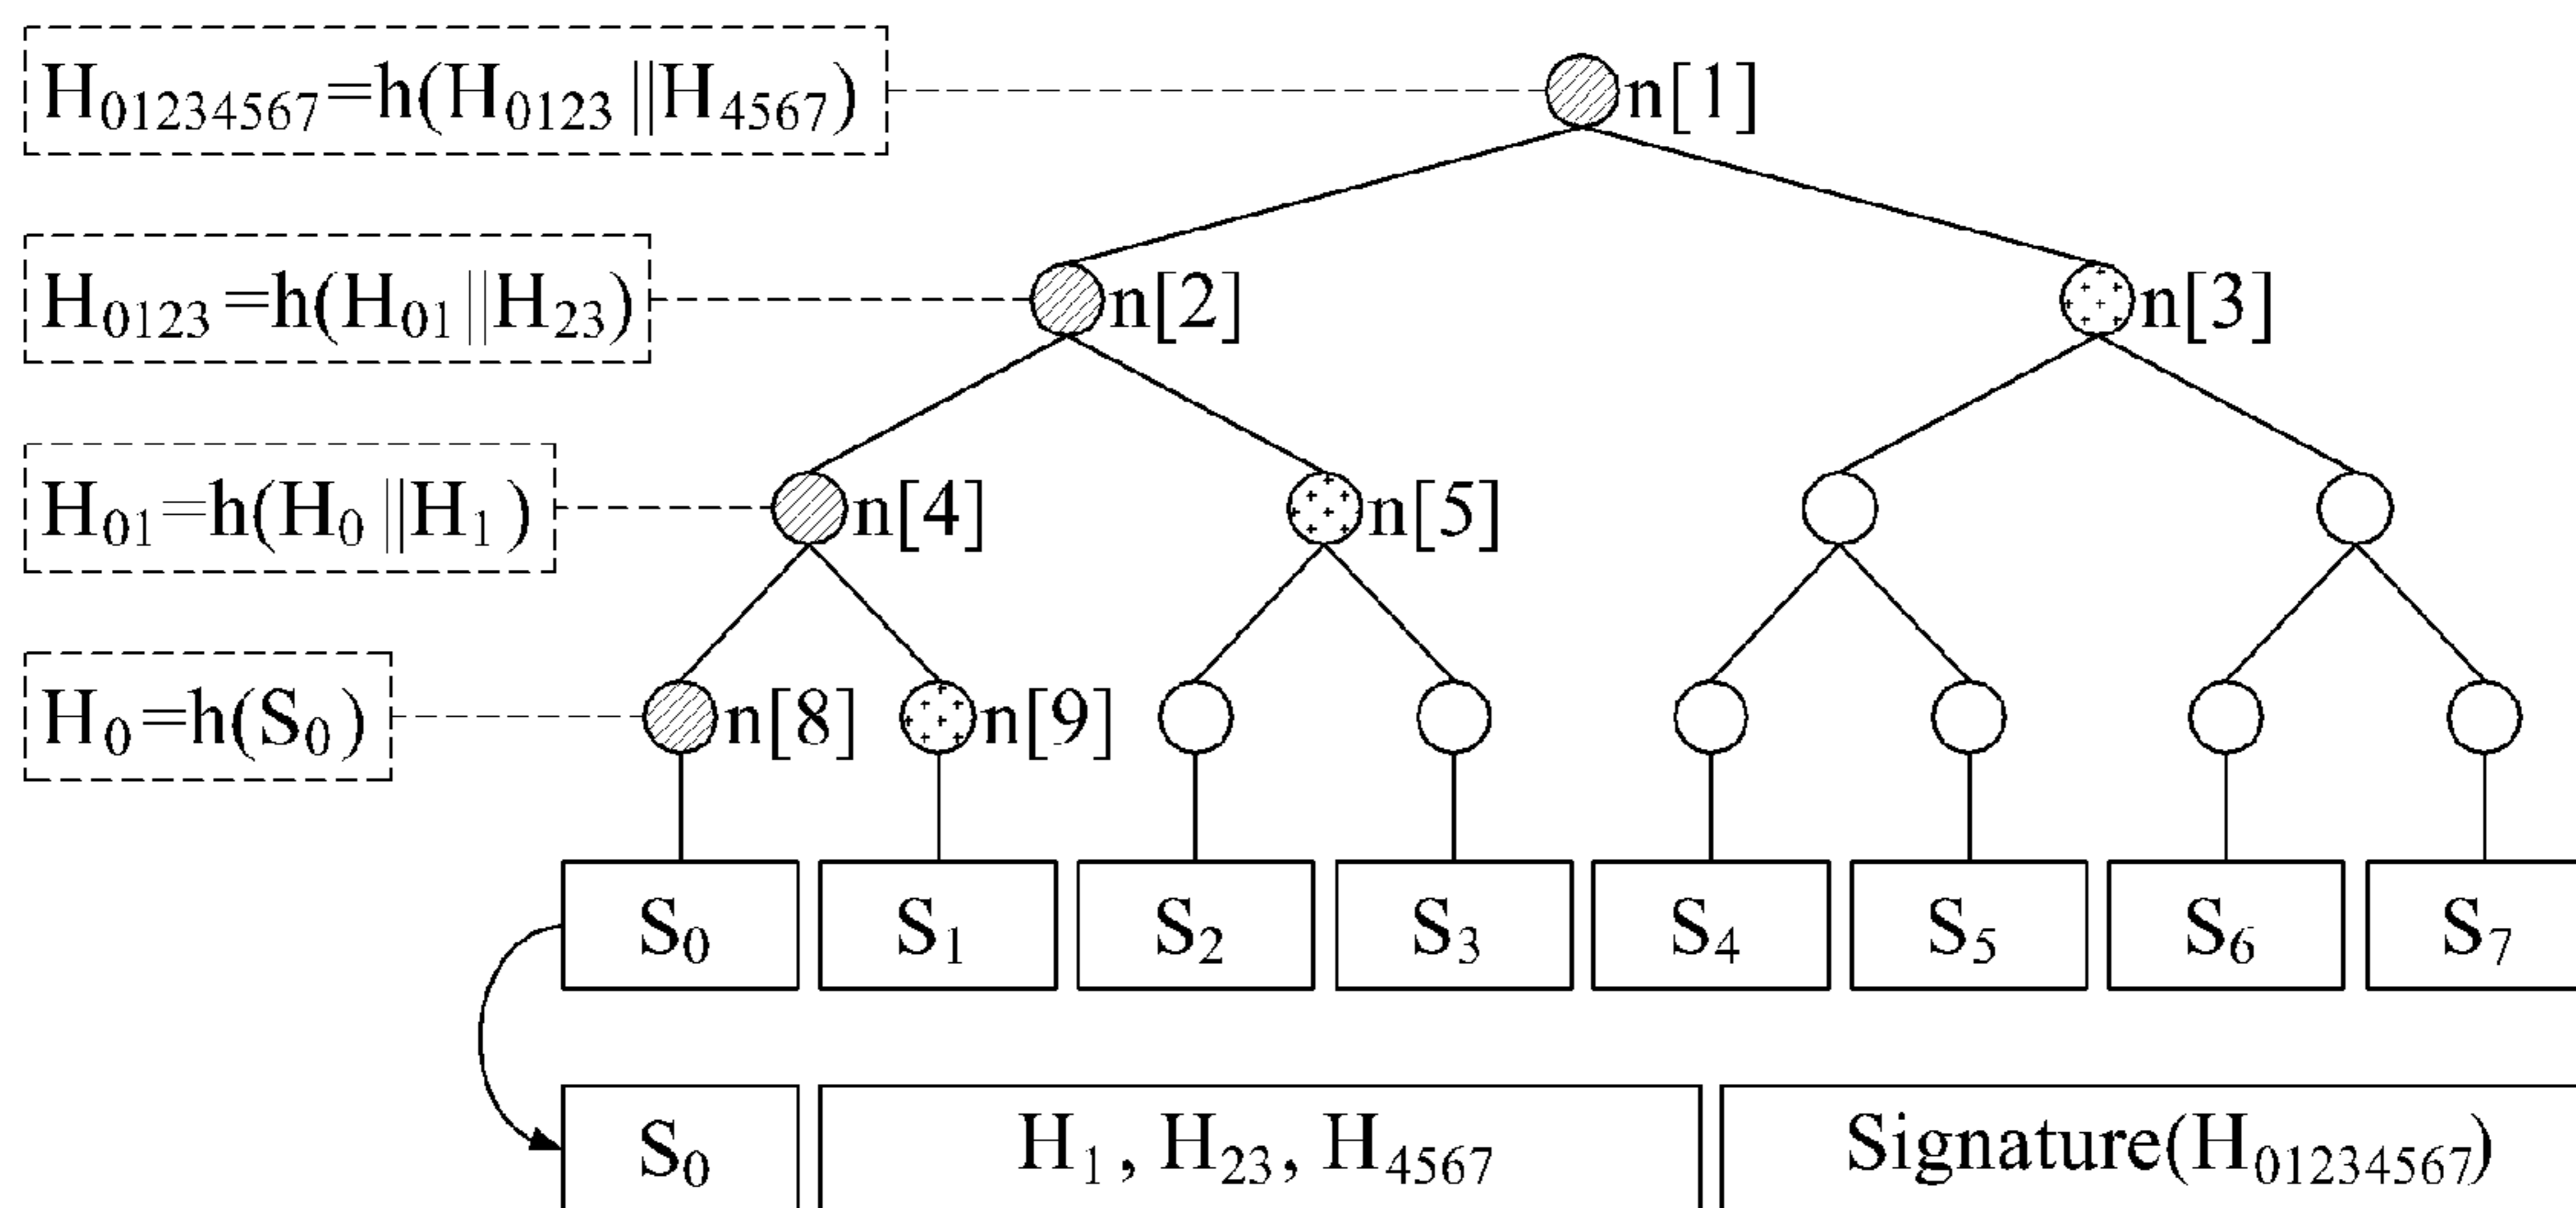 H₀₁₂₃₄₅₆₇=h(H₀₁₂₃||H₄₅₆₇) n[1]
H₀₁₂₃=h(H₀₁||H₂₃) n[2] n[3]
H₀₁=h(H₀||H₁) n[4] n[5]
H₀=h(S₀) n[8] n[9]
S₀ S₁ S₂ S₃ S₄ S₅ S₆ S₇
S₀ H₁, H₂₃, H₄₅₆₇ Signature(H₀₁₂₃₄₅₆₇)